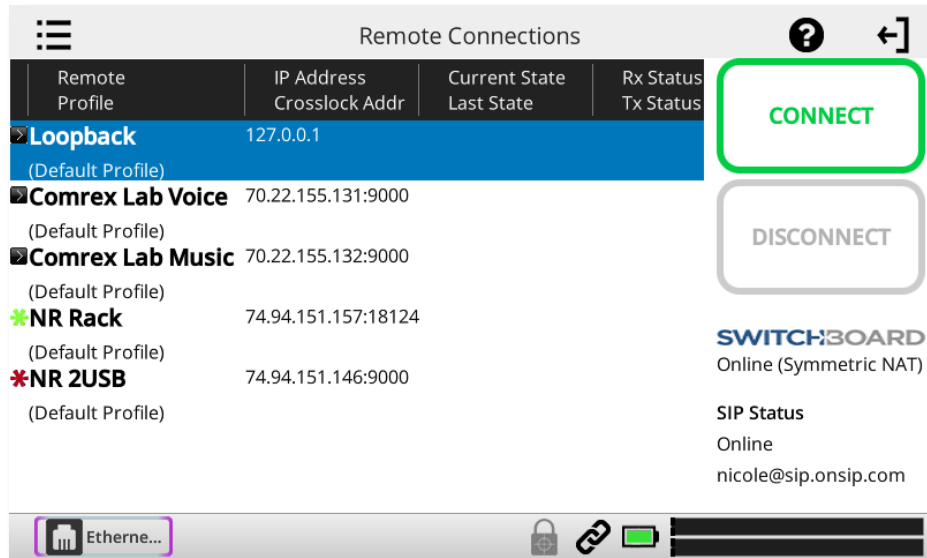 Remote Connections
Remote IP Address Current State Rx Status
Profile Crosslock Addr Last State Tx Status
Loopback 127.0.0.1
(Default Profile)
Comrex Lab Voice 70.22.155.131:9000
(Default Profile)
Comrex Lab Music 70.22.155.132:9000
(Default Profile)
NR Rack 74.94.151.157:18124
(Default Profile)
NR 2USB 74.94.151.146:9000
(Default Profile)
CONNECT
DISCONNECT
SWITCHBOARD
Online (Symmetric NAT)
SIP Status
Online
nicole@sip.onsip.com
Etherne...